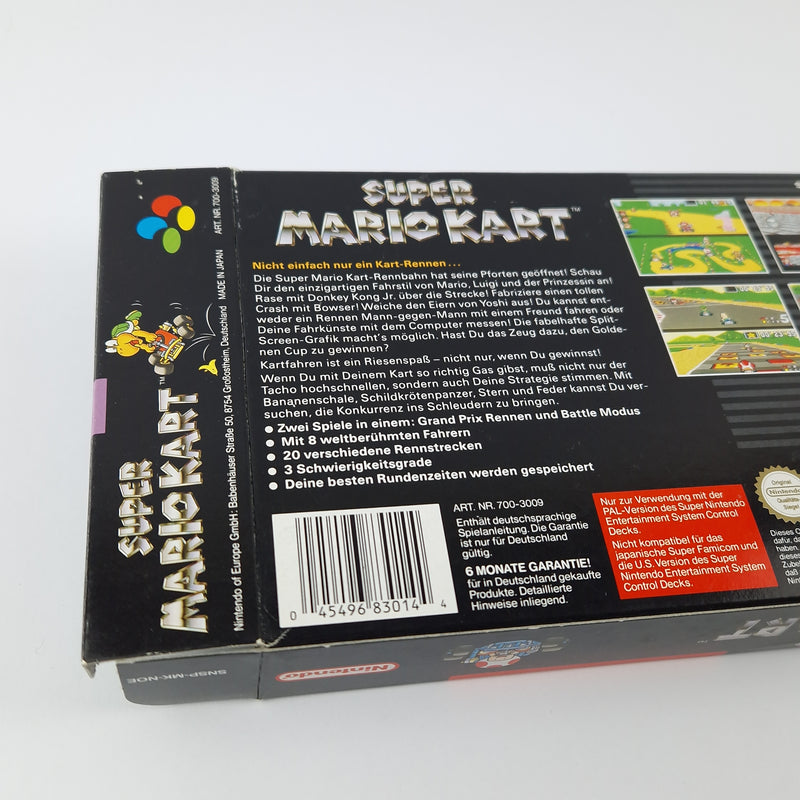 SUPER
MARIO KART™
Nicht einfach nur ein Kart-Rennen . . .
Die Super Mario Kart-Rennbahn hat seine Pforten geöffnet! Schau
Dir den einzigartigen Fahrstil von Mario, Luigi und der Prinzessin an!
Rase mit Donkey Kong Jr. über die Strecke! Fabriziere einen tollen
Crash mit Bowser! Weiche den Eiern von Yoshi aus! Du kannst ent-
weder ein Rennen Mann-gegen-Mann mit einem Freund fahren oder
Deine Fahrkünste mit dem Computer messen! Die fabelhafte Split-
Screen-Grafik macht's möglich. Hast Du das Zeug dazu, den Golde-
nen Cup zu gewinnen?
Kartfahren ist ein Riesenspaß – nicht nur, wenn Du gewinnst!
Wenn Du mit Deinem Kart so richtig Gas gibst, muß nicht nur der
Tacho hochschnellen, sondern auch Deine Strategie stimmen. Mit
Bananenschale, Schildkrötenpanzer, Stern und Feder kannst Du ver-
suchen, die Konkurrenz ins Schleudern zu bringen.
● Zwei Spiele in einem: Grand Prix Rennen und Battle Modus
● Mit 8 weltberühmten Fahrern
● 20 verschiedene Rennstrecken
● 3 Schwierigkeitsgrade
● Deine besten Rundenzeiten werden gespeichert
0 45496 83014 4
ART. NR. 700-3009
Enthält deutschsprachige
Spielanleitung. Die Garantie
ist nur für Deutschland
gültig.
6 MONATE GARANTIE!
für in Deutschland gekaufte
Produkte. Detaillierte
Hinweise inliegend.
Nur zur Verwendung mit der
PAL-Version des Super Nintendo
Entertainment System Control
Decks.
Nicht kompatibel für das
japanische Super Famicom und
die U.S. Version des Super
Nintendo Entertainment System
Control Decks.
Original
Nintendo
SUPER
MARIO KART™
Nintendo of Europe GmbH: Babenhäuser Straße 50, 8754 Großostheim, Deutschland MADE IN JAPAN ART. NR. 700-3009
SNSP-MK-NOE
Nintendo